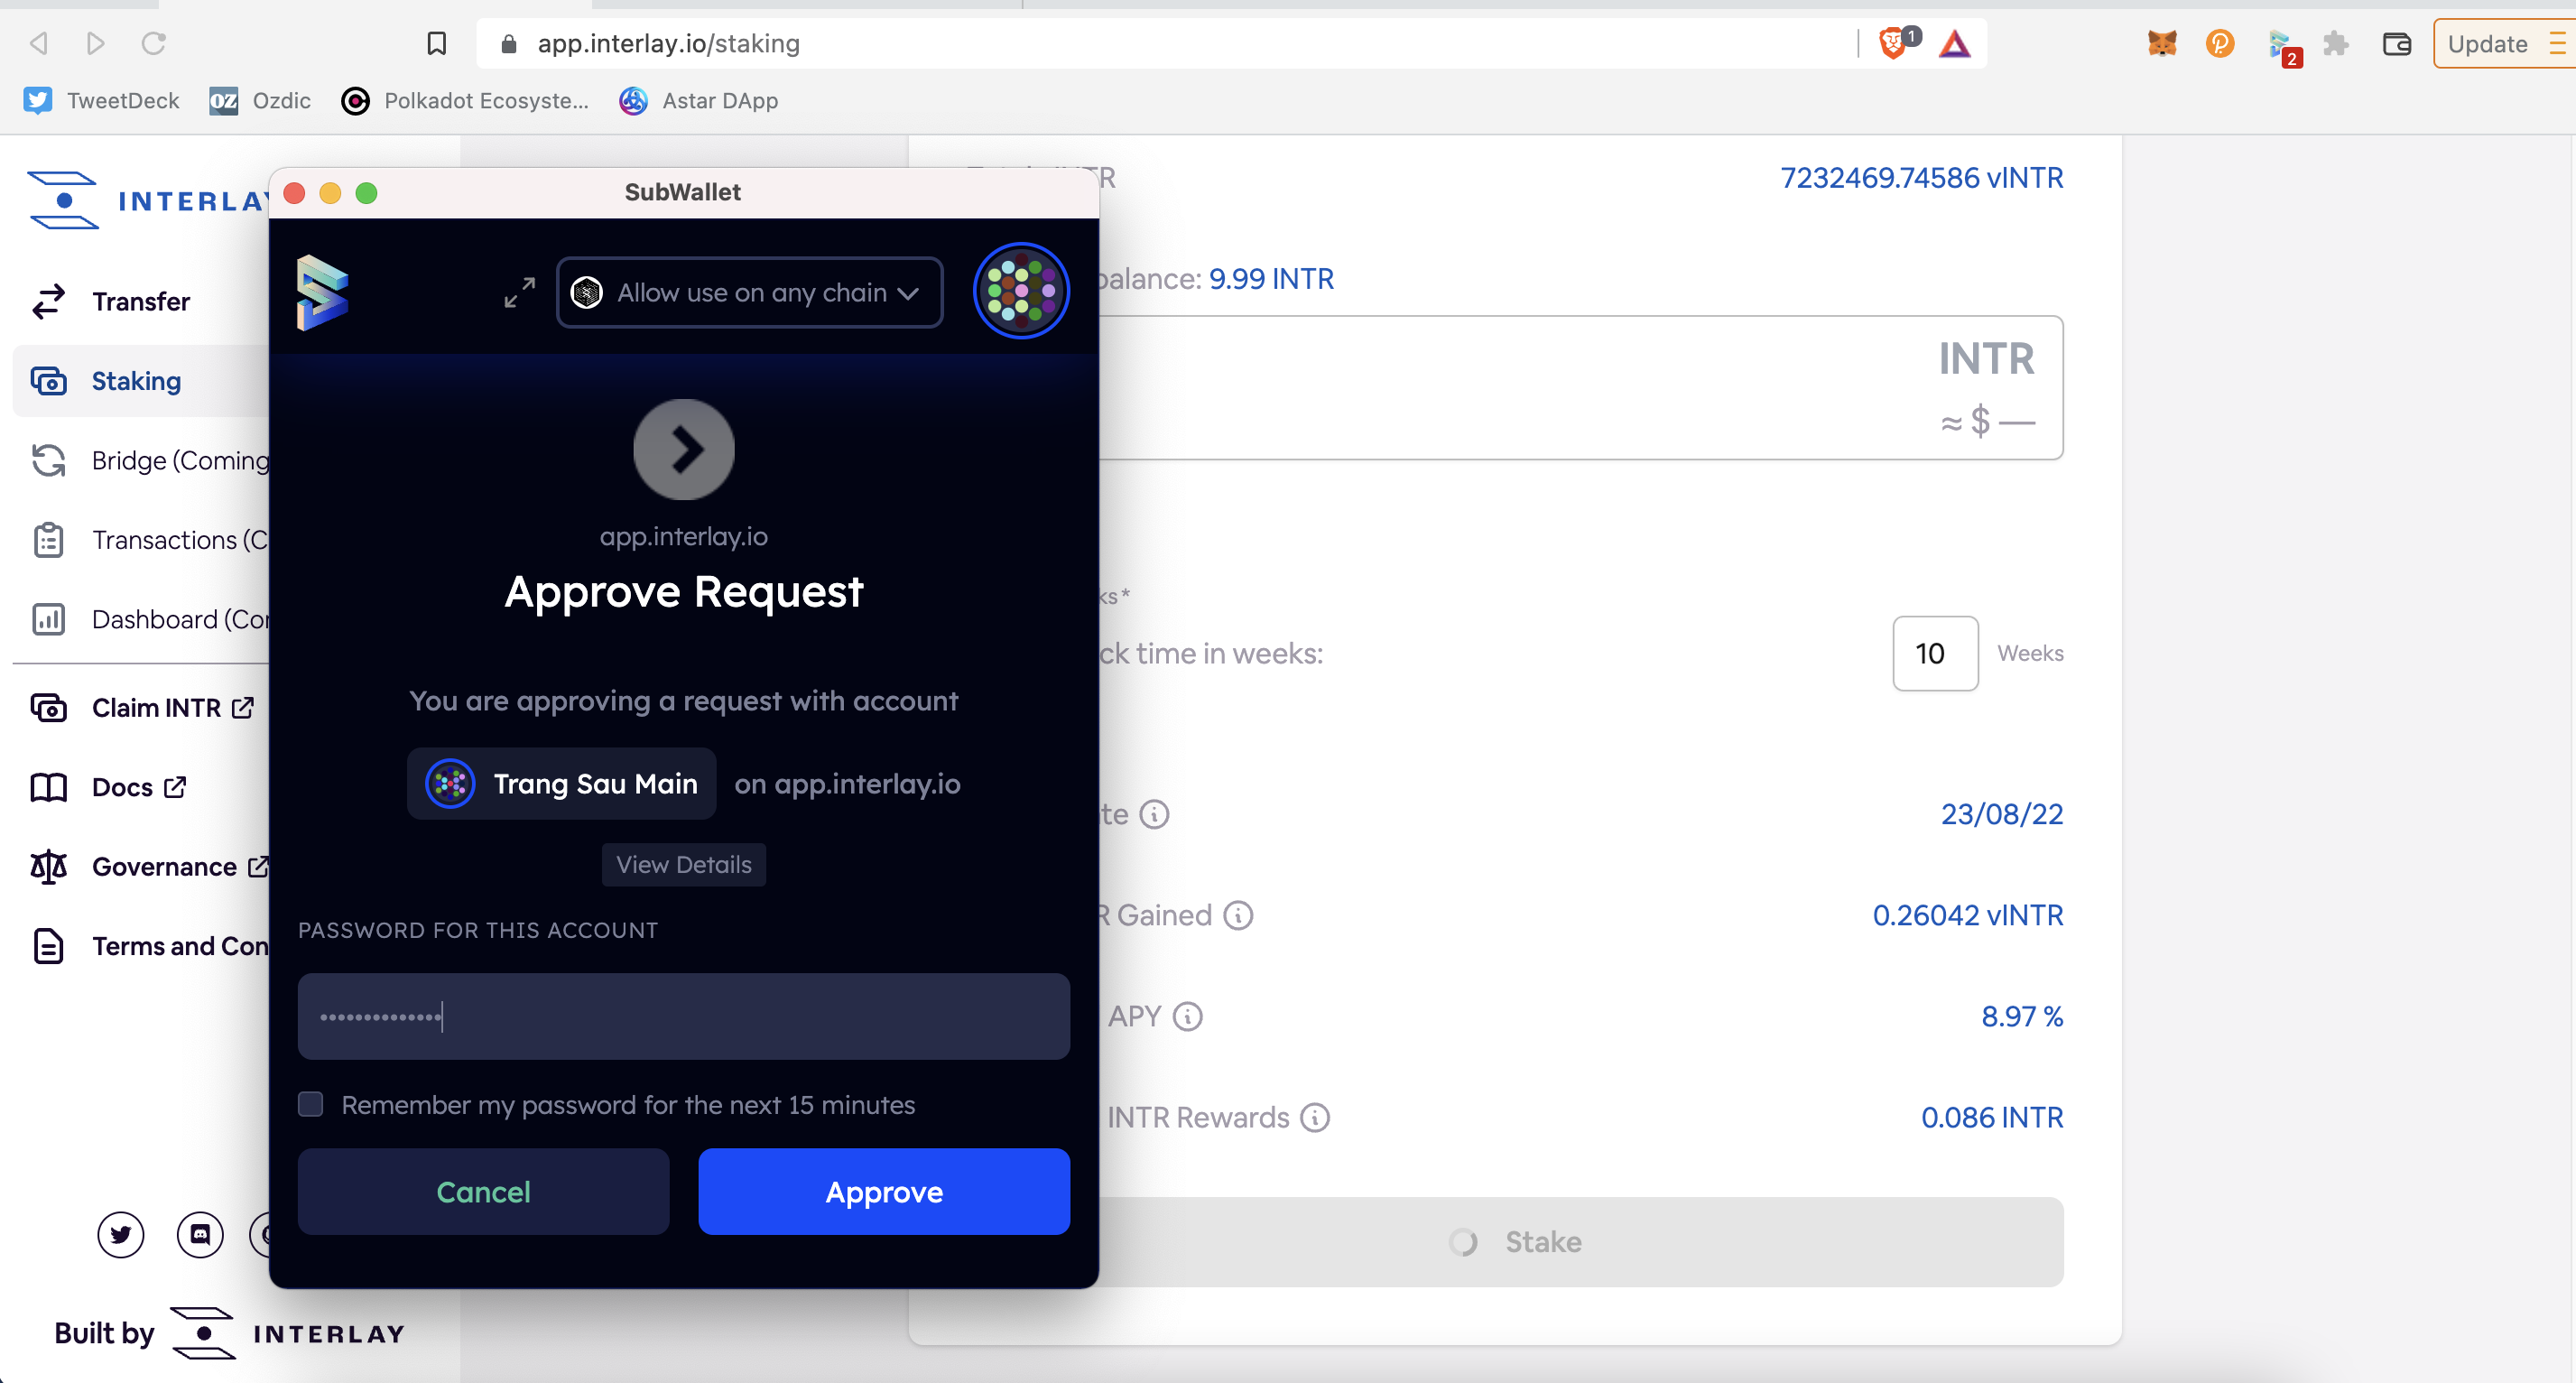 app.interlay.io/staking
1
2
Update
TweetDeck
OZ
Ozdic
Polkadot Ecosyste...
Astar DApp
INTERLAY
Transfer
Staking
Bridge (Coming
Transactions (C
Dashboard (Co
Claim INTR
Docs
Governance
Terms and Con
Built by
INTERLAY
SubWallet
Allow use on any chain
app.interlay.io
Approve Request
You are approving a request with account
Trang Sau Main on app.interlay.io
View Details
PASSWORD FOR THIS ACCOUNT
••••••••••••••
Remember my password for the next 15 minutes
Cancel
Approve
7232469.74586 vINTR
balance: 9.99 INTR
INTR
≈ $ —
ck time in weeks:
10
Weeks
te
23/08/22
R Gained
0.26042 vINTR
APY
8.97 %
INTR Rewards
0.086 INTR
Stake